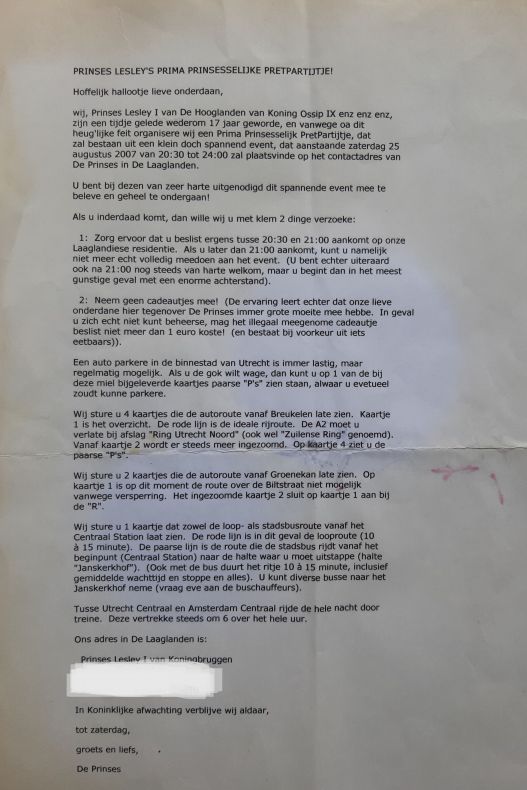 PRINSES LESLEY'S PRIMA PRINSESSELIJKE PRETPARTIJTJE!
Hoffelijk hallootje lieve onderdaan,
wij, Prinses Lesley I van De Hooglanden van Koning Ossip IX enz enz enz,
zijn een tijdje gelede wederom 17 jaar geworde, en vanwege oa dit
heug'lijke feit organisere wij een Prima Prinsesselijk PretPartijtje, dat
zal bestaan uit een klein doch spannend event, dat aanstaande zaterdag 25
augustus 2007 van 20:30 tot 24:00 zal plaatsvinde op het contactadres van
De Prinses in De Laaglanden.
U bent bij dezen van zeer harte uitgenodigd dit spannende event mee te
beleve en geheel te ondergaan!
Als u inderdaad komt, dan wille wij u met klem 2 dinge verzoeke:
1: Zorg ervoor dat u beslist ergens tusse 20:30 en 21:00 aankomt op onze
Laaglandiese residentie. Als u later dan 21:00 aankomt, kunt u namelijk
niet meer echt volledig meedoen aan het event. (U bent echter uiteraard
ook na 21:00 nog steeds van harte welkom, maar u begint dan in het meest
gunstige geval met een enorme achterstand).
2: Neem geen cadeautjes mee! (De ervaring leert echter dat onze lieve
onderdane hier tegenover De Prinses immer grote moeite mee hebbe. In geval
u zich echt niet kunt beheerse, mag het illegaal meegenome cadeautje
beslist niet meer dan 1 euro koste! (en bestaat bij voorkeur uit iets
eetbaars)).
Een auto parkere in de binnestad van Utrecht is immer lastig, maar
regelmatig mogelijk. Als u de gok wilt wage, dan kunt u op 1 van de bij
deze miel bijgeleverde kaartjes paarse "P's" zien staan, alwaar u evetueel
zoudt kunne parkere.
Wij sture u 4 kaartjes die de autoroute vanaf Breukelen late zien. Kaartje
1 is het overzicht. De rode lijn is de ideale rijroute. De A2 moet u
verlate bij afslag "Ring Utrecht Noord" (ook wel "Zuilense Ring" genoemd).
Vanaf kaartje 2 wordt er steeds meer ingezoomd. Op kaartje 4 ziet u de
paarse "P's".
Wij sture u 2 kaartjes die de autoroute vanaf Groenekan late zien. Op
kaartje 1 is op dit moment de route over de Biltstraat niet mogelijk
vanwege versperring. Het ingezoomde kaartje 2 sluit op kaartje 1 aan bij
de "R".
Wij sture u 1 kaartje dat zowel de loop- als stadsbusroute vanaf het
Centraal Station laat zien. De rode lijn is in dit geval de looproute (10
à 15 minute). De paarse lijn is de route die de stadsbus rijdt vanaf het
beginpunt (Centraal Station) naar de halte waar u moet uitstappe (halte
"Janskerkhof"). (Ook met de bus duurt het ritje 10 à 15 minute, inclusief
gemiddelde wachttijd en stoppe en alles). U kunt diverse busse naar het
Janskerkhof neme (vraag eve aan de buschauffeurs).
Tusse Utrecht Centraal en Amsterdam Centraal rijde de hele nacht door
treine. Deze vertrekke steeds om 6 over het hele uur.
Ons adres in De Laaglanden is:
Prinses Lesley I van Koningbruggen
In Koninklijke afwachting verblijve wij aldaar,
tot zaterdag,
groets en liefs,
De Prinses